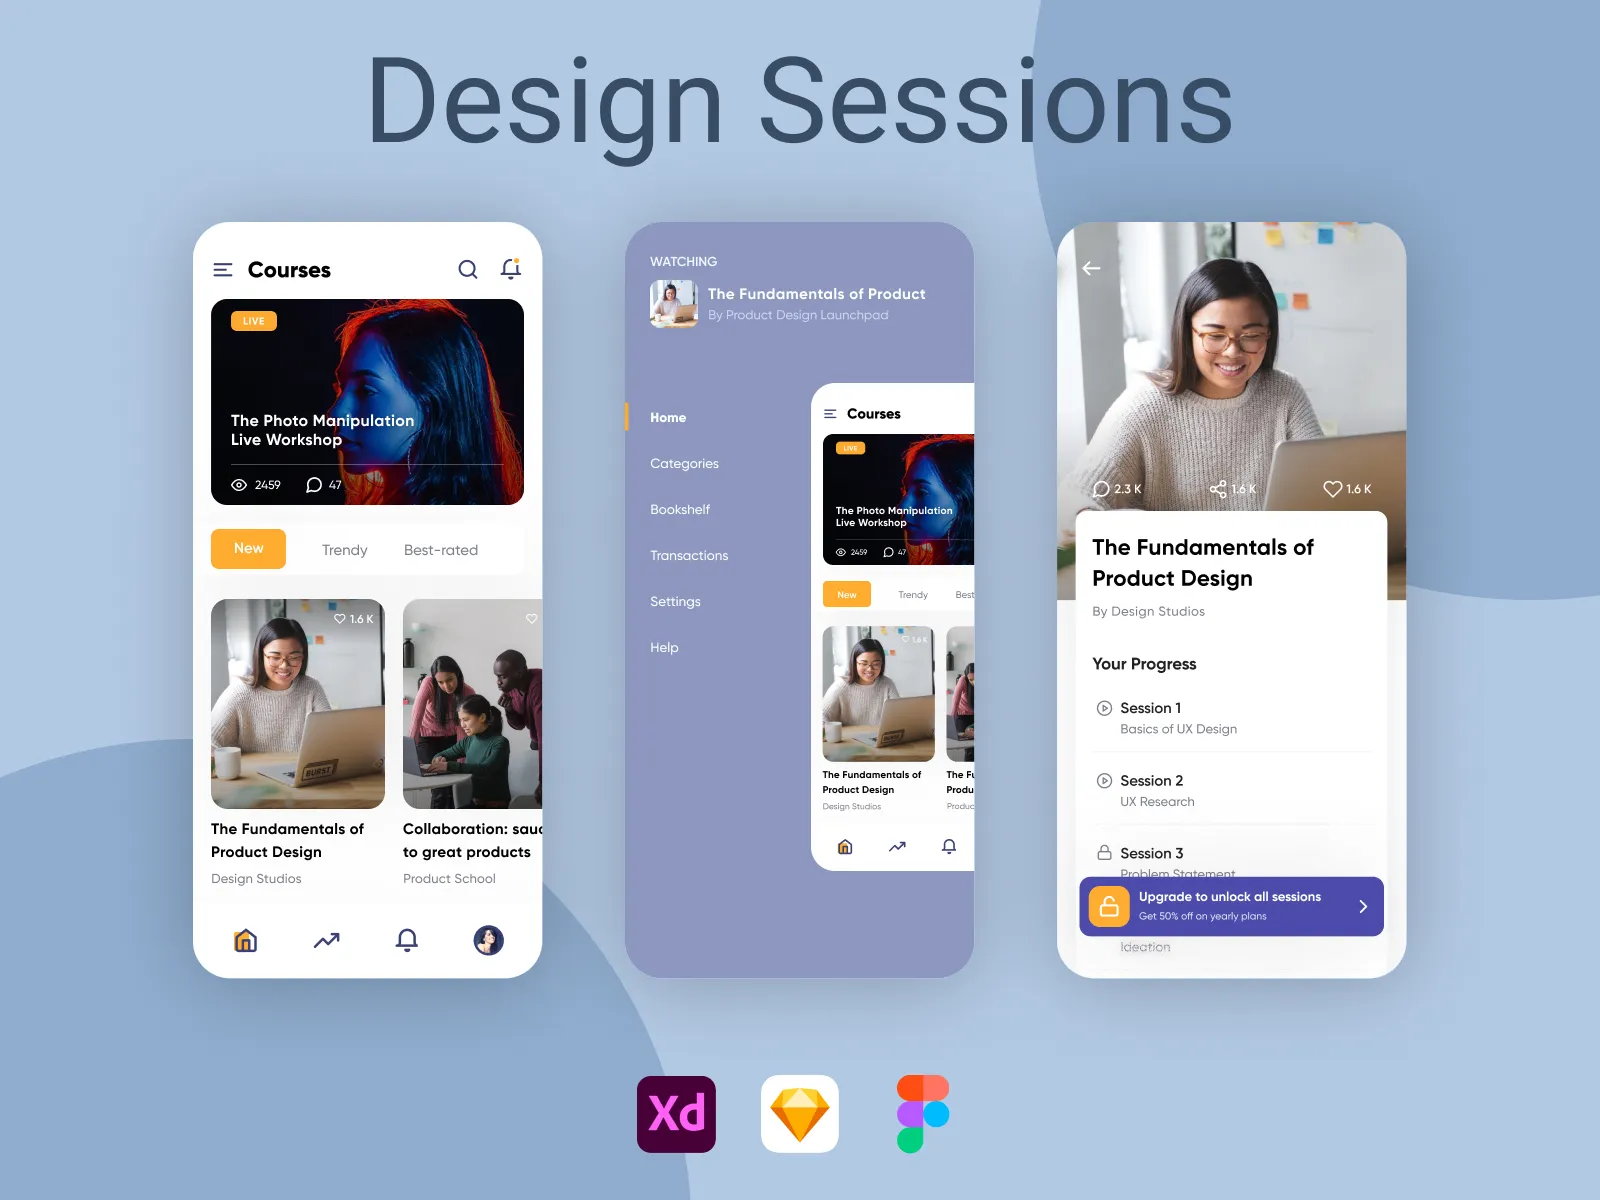 Design Sessions
Courses
LIVE
The Photo Manipulation
Live Workshop
2459 47
New Trendy Best-rated
1.6 K
BURST
The Fundamentals of
Product Design
Design Studios
Collaboration: sauc
to great products
Product School
WATCHING
The Fundamentals of Product
By Product Design Launchpad
Home
Categories
Bookshelf
Transactions
Settings
Help
Courses
LIVE
The Photo Manipulation
Live Workshop
2459 47
New Trendy Best
1.6 K
The Fundamentals of
Product Design
Design Studios
The Fu
Produ
Produc
2.3 K 1.6 K 1.6 K
The Fundamentals of
Product Design
By Design Studios
Your Progress
Session 1
Basics of UX Design
Session 2
UX Research
Session 3
Problem Statement
Upgrade to unlock all sessions
Get 50% off on yearly plans
Ideation
Xd